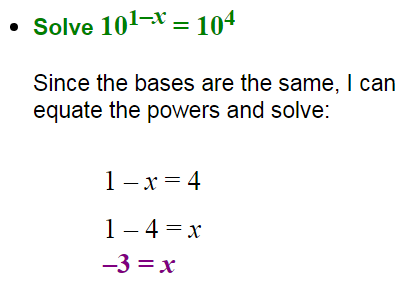 • Solve 10^{1–x} = 10^4
Since the bases are the same, I can
equate the powers and solve:
1 – x = 4
1 – 4 = x
–3 = x